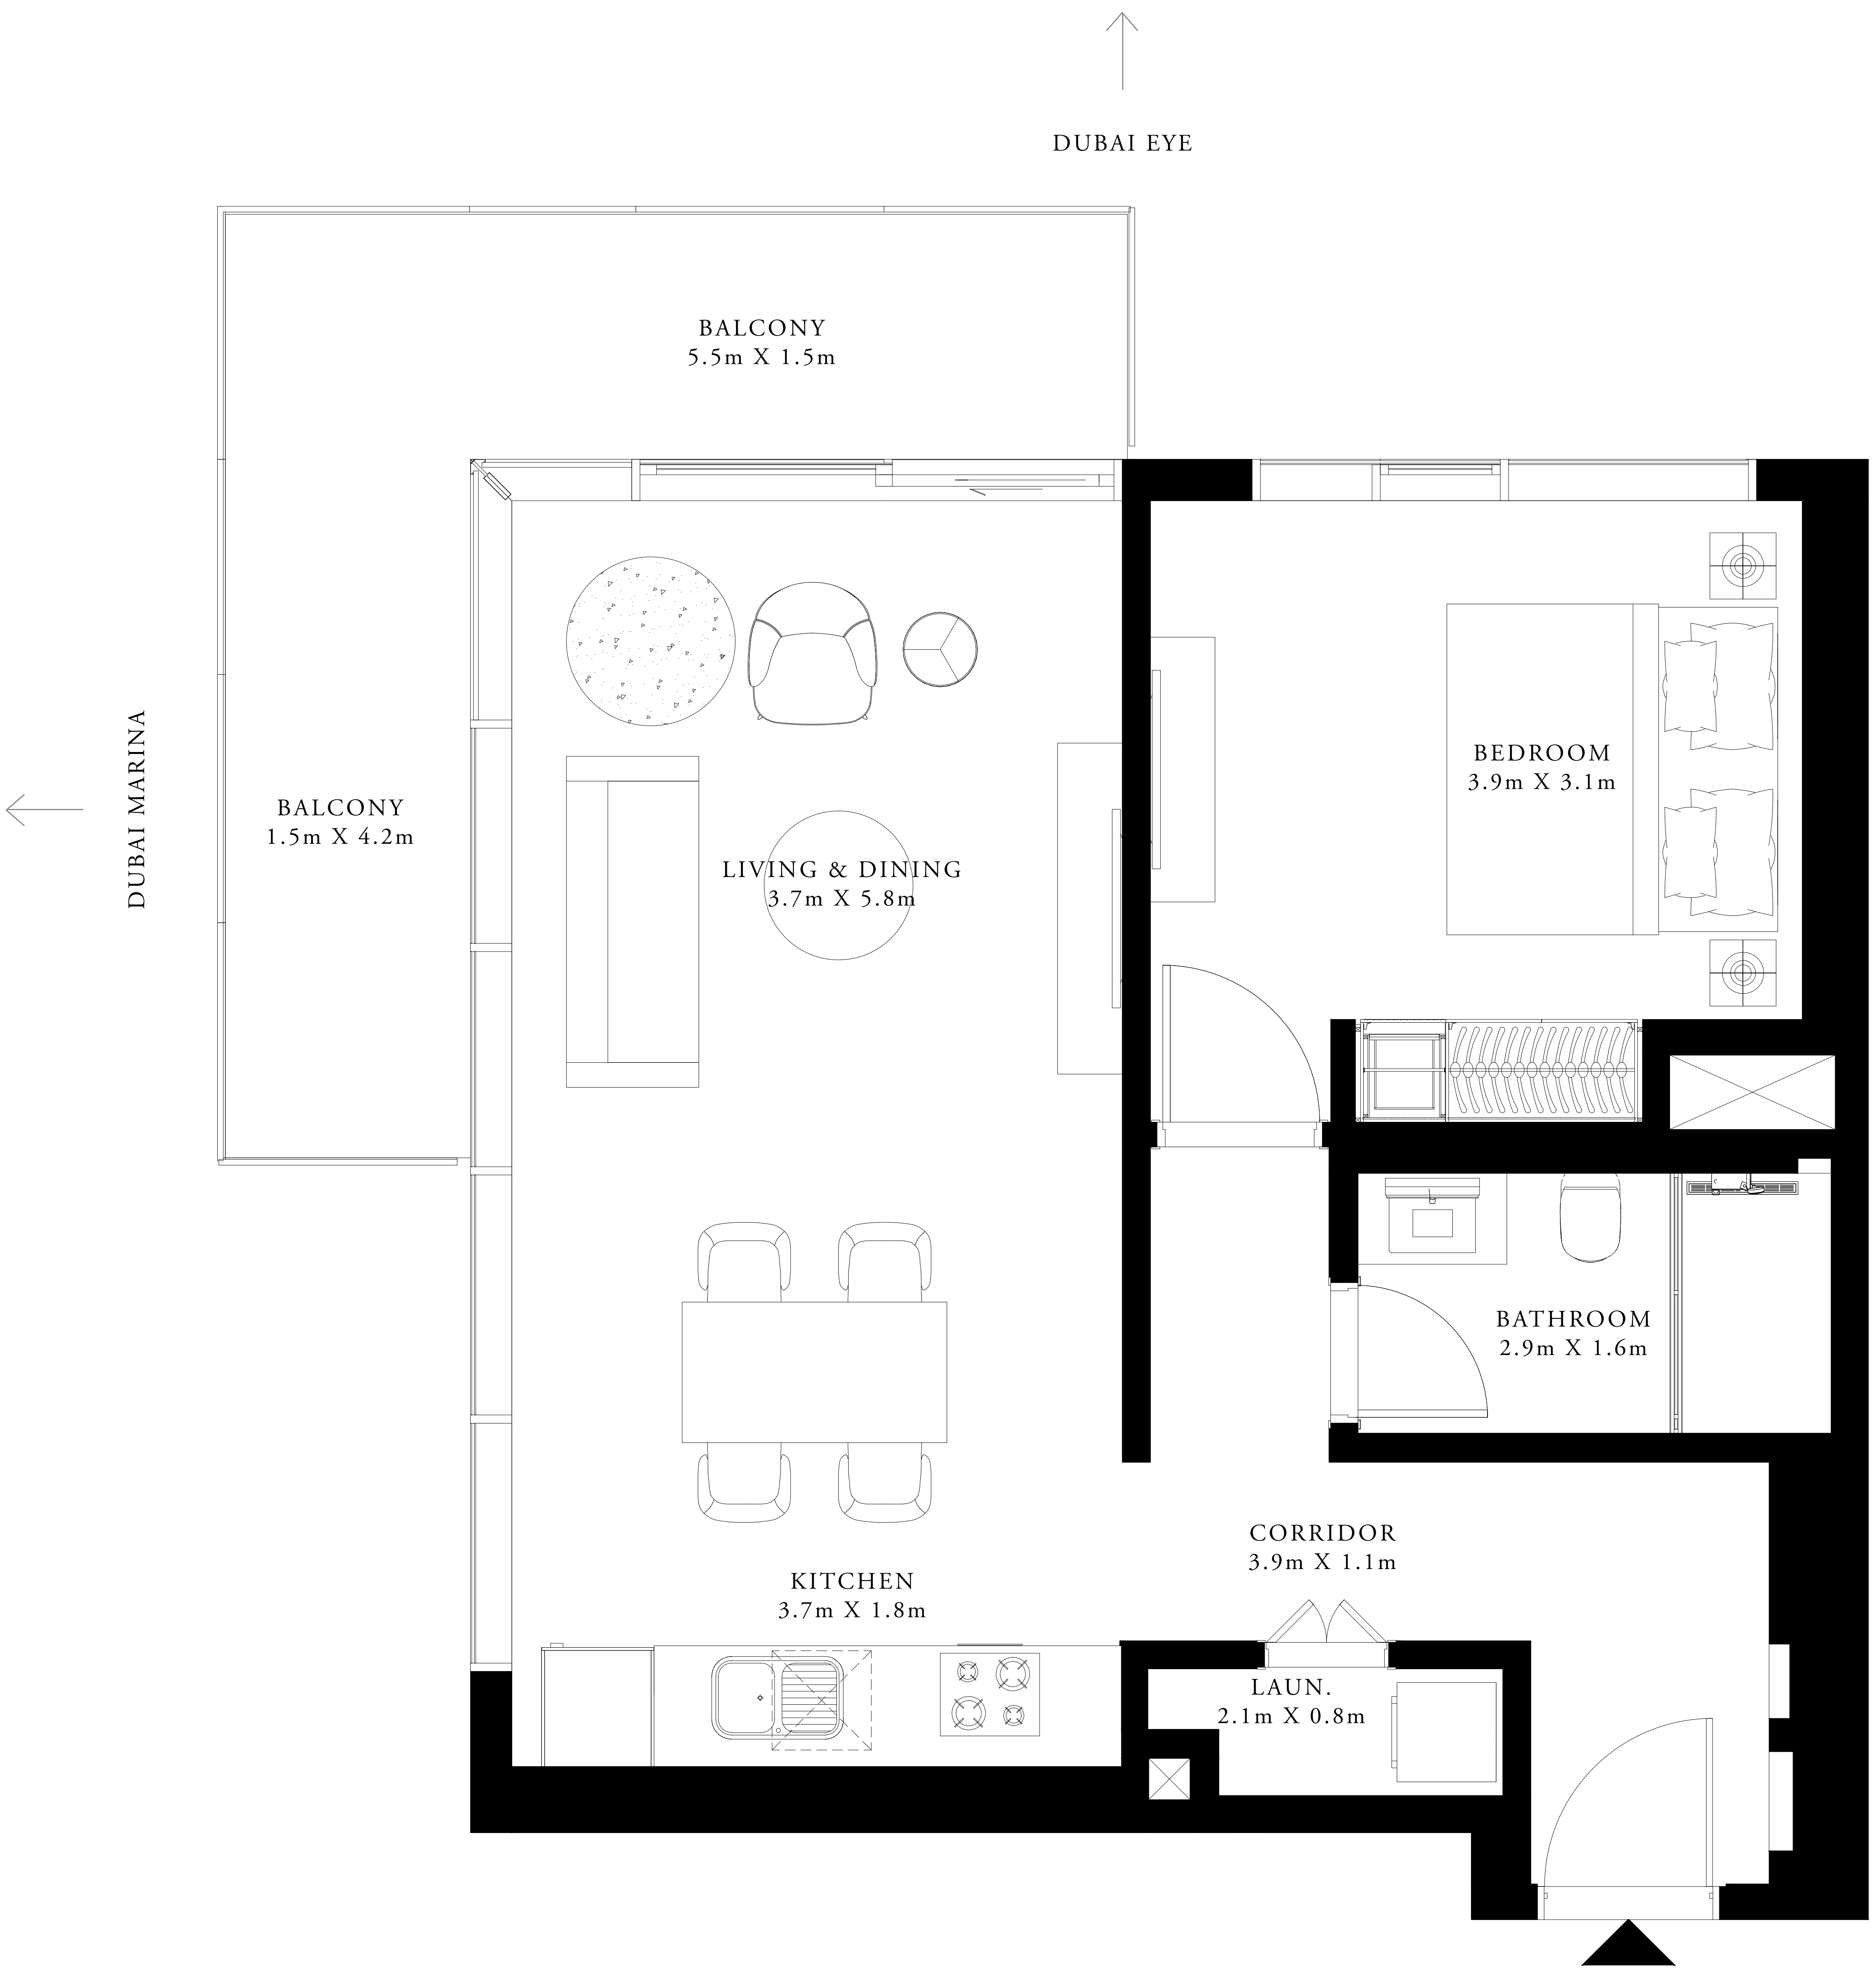 DUBAI EYE
BALCONY
5.5m X 1.5m
DUBAI MARINA
BALCONY
1.5m X 4.2m
LIVING & DINING
3.7m X 5.8m
BEDROOM
3.9m X 3.1m
BATHROOM
2.9m X 1.6m
CORRIDOR
3.9m X 1.1m
KITCHEN
3.7m X 1.8m
LAUN.
2.1m X 0.8m